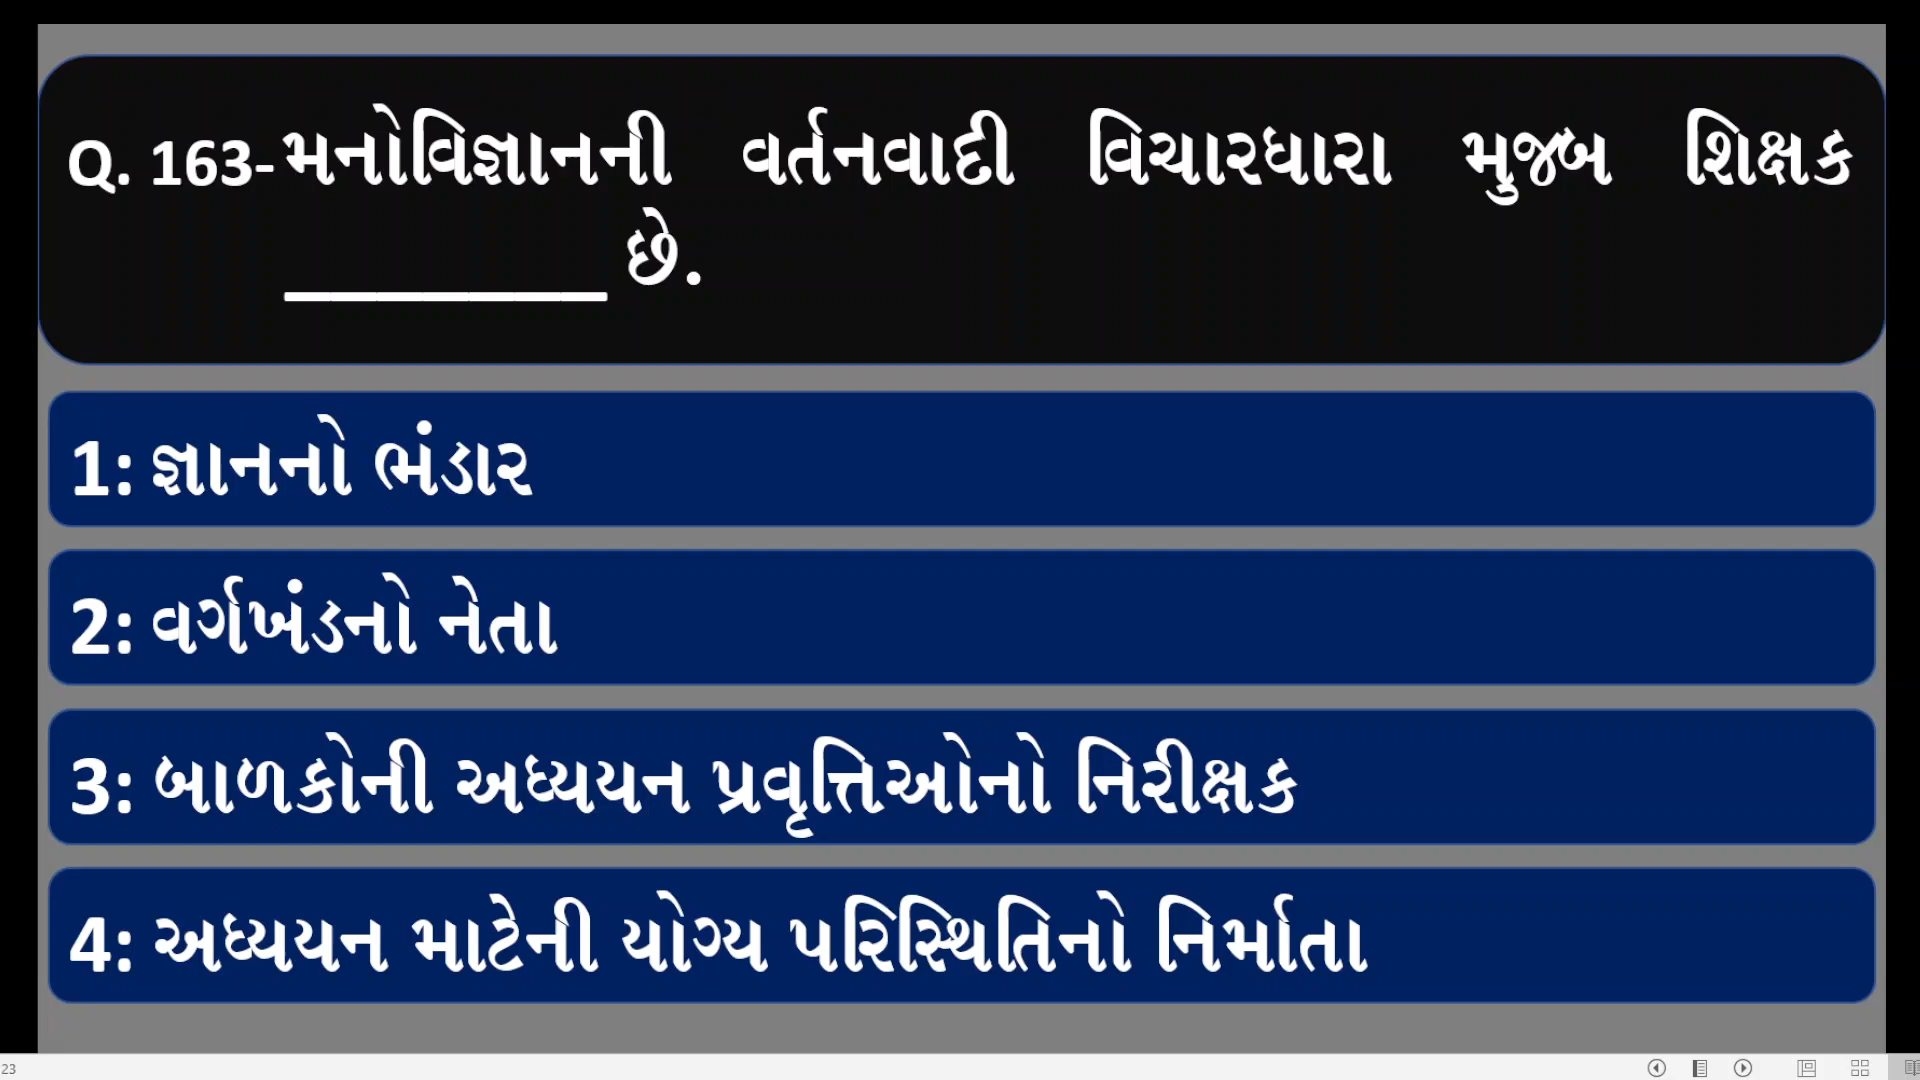 Q. 163-મનોવિજ્ઞાનની વર્તનવાદી વિચારધારા મુજબ શિક્ષક
_______ છે.
1: જ્ઞાનનો ભંડાર
2: વર્ગખંડનો નેતા
3: બાળકોની અધ્યયન પ્રવૃત્તિઓનો નિરીક્ષક
4: અધ્યયન માટેની યોગ્ય પરિસ્થિતિનો નિર્માતા
23